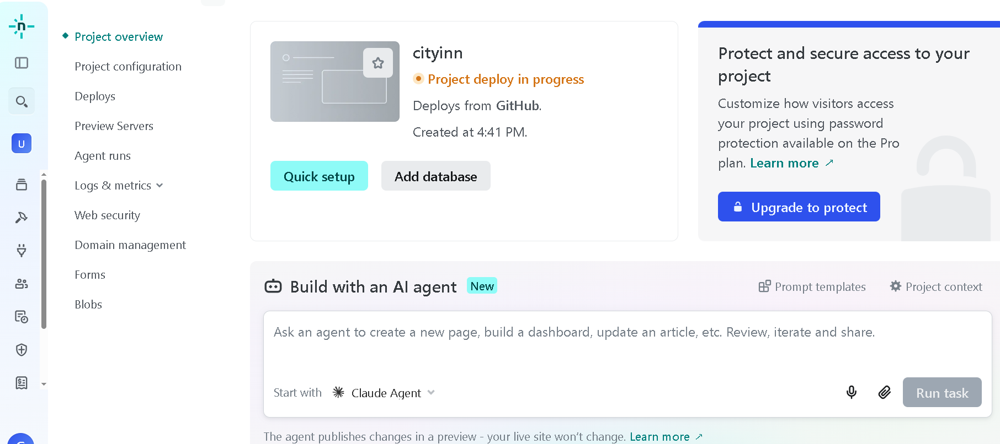 n
U
Project overview
Project configuration
Deploys
Preview Servers
Agent runs
Logs & metrics
Web security
Domain management
Forms
Blobs
cityinn
Project deploy in progress
Deploys from GitHub.
Created at 4:41 PM.
Quick setup
Add database
Protect and secure access to your
project
Customize how visitors access
your project using password
protection available on the Pro
plan. Learn more ↗
Upgrade to protect
Build with an AI agent New
Prompt templates
Project context
Ask an agent to create a new page, build a dashboard, update an article, etc. Review, iterate and share.
Start with Claude Agent
Run task
The agent publishes changes in a preview - your live site won’t change. Learn more ↗